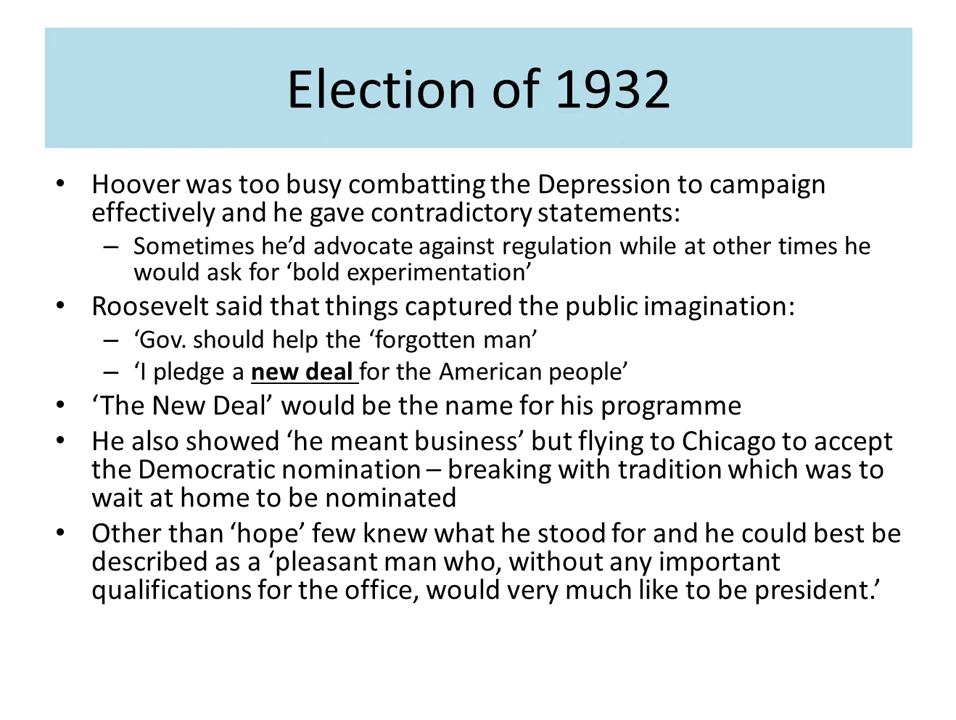 Election of 1932
• Hoover was too busy combatting the Depression to campaign
effectively and he gave contradictory statements:
– Sometimes he’d advocate against regulation while at other times he
would ask for ‘bold experimentation’
• Roosevelt said that things captured the public imagination:
– ‘Gov. should help the ‘forgotten man’
– ‘I pledge a new deal for the American people’
• ‘The New Deal’ would be the name for his programme
• He also showed ‘he meant business’ but flying to Chicago to accept
the Democratic nomination – breaking with tradition which was to
wait at home to be nominated
• Other than ‘hope’ few knew what he stood for and he could best be
described as a ‘pleasant man who, without any important
qualifications for the office, would very much like to be president.’